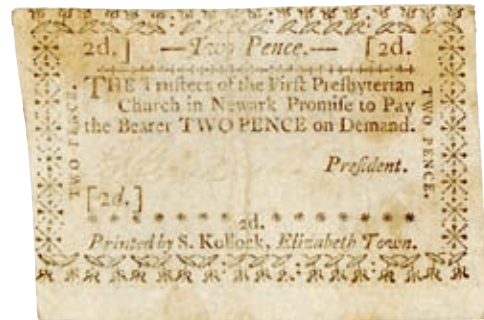 2d. ] —Two Pence.— [2d.
THE Trustees of the First Presbyterian
Church in Newark Promise to Pay
the Bearer TWO PENCE on Demand.
President.
[2d.]
2d.
Printed by S. Kollock, Elizabeth Town.
TWO PENCE.
TWO PENCE.